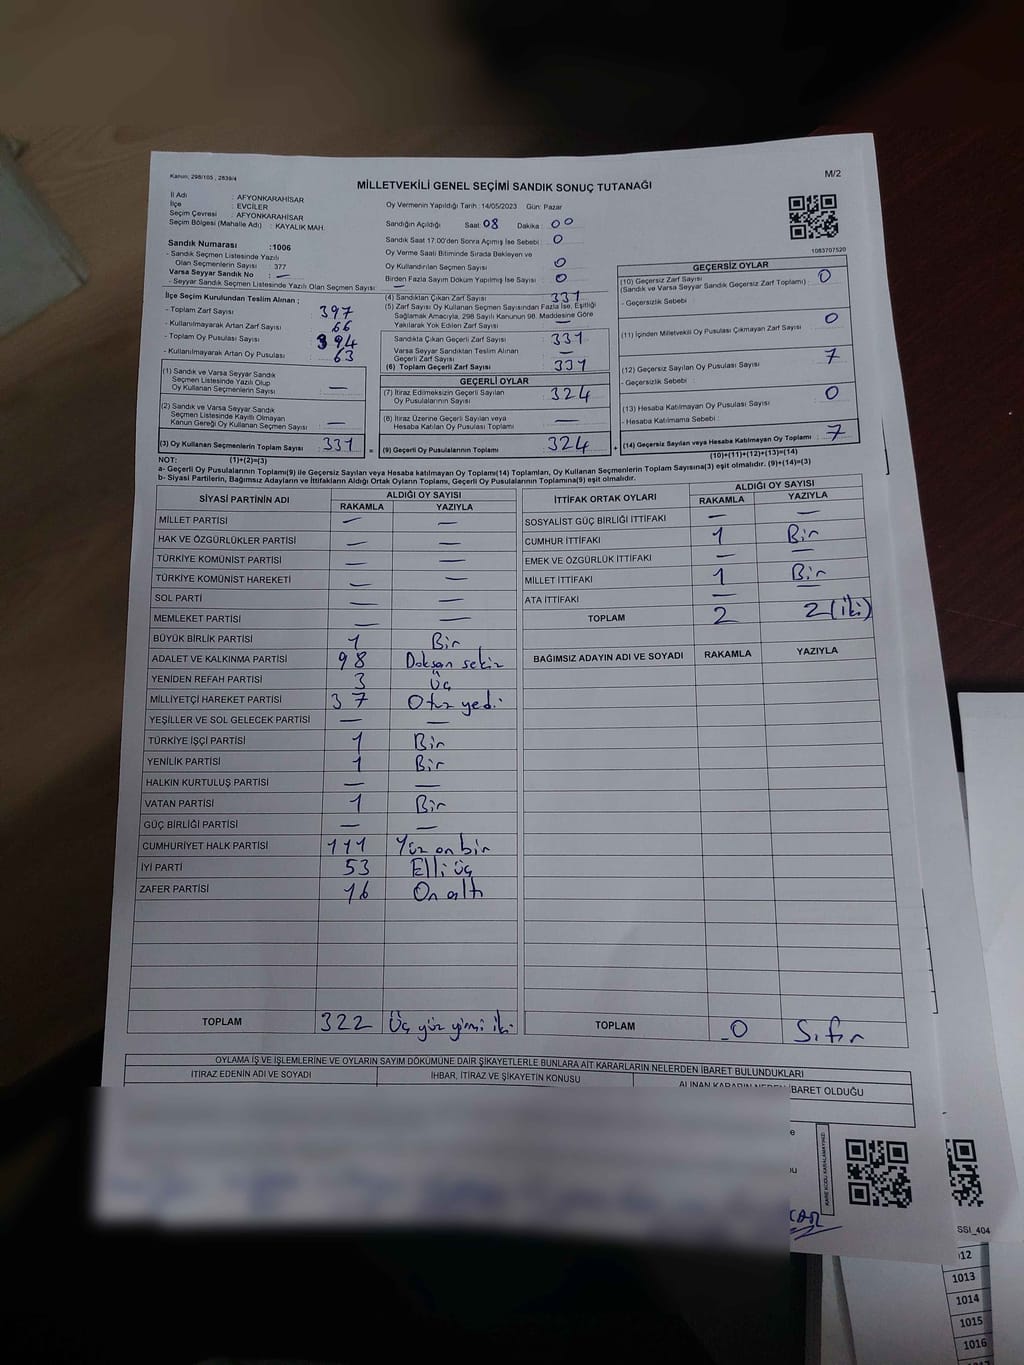 Kanun; 298/105 , 2839/4
M/2
MİLLETVEKİLİ GENEL SEÇİMİ SANDIK SONUÇ TUTANAĞI
İl Adı : AFYONKARAHİSAR
İlçe : EVCİLER
Seçim Çevresi : AFYONKARAHİSAR
Seçim Bölgesi (Mahalle Adı) : KAYALIK MAH.
Oy Vermenin Yapıldığı Tarih : 14/05/2023 Gün: Pazar
Sandığın Açıldığı Saat: 08 Dakika : 00
Sandık Saat 17.00'den Sonra Açılmış İse Sebebi : 0
Oy Verme Saati Bitiminde Sırada Bekleyen ve
Oy Kullandırılan Seçmen Sayısı 0
Birden Fazla Sayım Döküm Yapılmış İse Sayısı : 0
1083707520
Sandık Numarası :1006
- Sandık Seçmen Listesinde Yazılı
Olan Seçmenlerin Sayısı : 377
Varsa Seyyar Sandık No : —
- Seyyar Sandık Seçmen Listesinde Yazılı Olan Seçmen Sayısı: —
İlçe Seçim Kurulundan Teslim Alınan ;
- Toplam Zarf Sayısı : 397
- Kullanılmayarak Artan Zarf Sayısı : 66
- Toplam Oy Pusulası Sayısı : 394
- Kullanılmayarak Artan Oy Pusulası : 63
(1) Sandık ve Varsa Seyyar Sandık
Seçmen Listesinde Yazılı Olup
Oy Kullanan Seçmenlerin Sayısı : —
(2) Sandık ve Varsa Seyyar Sandık
Seçmen Listesinde Kayıtlı Olmayan
Kanun Gereği Oy Kullanan Seçmen Sayısı : —
(3) Oy Kullanan Seçmenlerin Toplam Sayısı : 331
(1)+(2)=(3)
(4) Sandıktan Çıkan Zarf Sayısı : 331
(5) Zarf Sayısı Oy Kullanan Seçmen Sayısından Fazla İse, Eşitliği
Sağlamak Amacıyla, 298 Sayılı Kanunun 98. Maddesine Göre
Yakılarak Yok Edilen Zarf Sayısı : —
Sandıkta Çıkan Geçerli Zarf Sayısı : 331
Varsa Seyyar Sandıktan Teslim Alınan
Geçerli Zarf Sayısı : —
(6) Toplam Geçerli Zarf Sayısı : 331
GEÇERLİ OYLAR
(7) İtiraz Edilmeksizin Geçerli Sayılan
Oy Pusulalarının Sayısı : 324
(8) İtiraz Üzerine Geçerli Sayılan veya
Hesaba Katılan Oy Pusulaları Toplamı : —
= (9) Geçerli Oy Pusulalarının Toplamı : 324
GEÇERSİZ OYLAR
(10) Geçersiz Zarf Sayısı : 0
(Sandık ve Varsa Seyyar Sandık Geçersiz Zarf Toplamı)
- Geçersizlik Sebebi :
(11) İçinden Milletvekili Oy Pusulası Çıkmayan Zarf Sayısı : 0
(12) Geçersiz Sayılan Oy Pusulası Sayısı : 7
- Geçersizlik Sebebi :
(13) Hesaba Katılmayan Oy Pusulası Sayısı : 0
- Hesaba Katılmama Sebebi :
+ (14) Geçersiz Sayılan veya Hesaba Katılmayan Oy Toplamı : 7
(10)+(11)+(12)+(13)=(14)
NOT:
a- Geçerli Oy Pusulalarının Toplamı(9) ile Geçersiz Sayılan veya Hesaba katılmayan Oy Toplamı(14) Toplamları, Oy Kullanan Seçmenlerin Toplam Sayısına(3) eşit olmalıdır. (9)+(14)=(3)
b- Siyasi Partilerin, Bağımsız Adayların ve İttifakların Aldığı Ortak Oyların Toplamı, Geçerli Oy Pusulalarının Toplamına(9) eşit olmalıdır.
SİYASİ PARTİNİN ADI ALDIĞI OY SAYISI
RAKAMLA YAZIYLA
MİLLET PARTİSİ — —
HAK VE ÖZGÜRLÜKLER PARTİSİ — —
TÜRKİYE KOMÜNİST PARTİSİ — —
TÜRKİYE KOMÜNİST HAREKETİ — —
SOL PARTİ — —
MEMLEKET PARTİSİ — —
BÜYÜK BİRLİK PARTİSİ 1 Bir
ADALET VE KALKINMA PARTİSİ 98 Doksan sekiz
YENİDEN REFAH PARTİSİ 3 Üç
MİLLİYETÇİ HAREKET PARTİSİ 37 Otuz yedi
YEŞİLLER VE SOL GELECEK PARTİSİ — —
TÜRKİYE İŞÇİ PARTİSİ 1 Bir
YENİLİK PARTİSİ 1 Bir
HALKIN KURTULUŞ PARTİSİ — —
VATAN PARTİSİ 1 Bir
GÜÇ BİRLİĞİ PARTİSİ — —
CUMHURİYET HALK PARTİSİ 111 Yüz on bir
İYİ PARTİ 53 Elli üç
ZAFER PARTİSİ 16 On altı
TOPLAM 322 Üç yüz yirmi iki
İTTİFAK ORTAK OYLARI ALDIĞI OY SAYISI
RAKAMLA YAZIYLA
SOSYALİST GÜÇ BİRLİĞİ İTTİFAKI — —
CUMHUR İTTİFAKI 1 Bir
EMEK VE ÖZGÜRLÜK İTTİFAKI — —
MİLLET İTTİFAKI 1 Bir
ATA İTTİFAKI — —
TOPLAM 2 2 (iki)
BAĞIMSIZ ADAYIN ADI VE SOYADI RAKAMLA YAZIYLA
TOPLAM 0 Sıfır
OYLAMA İŞ VE İŞLEMLERİNE VE OYLARIN SAYIM DÖKÜMÜNE DAİR ŞİKAYETLERLE BUNLARA AİT KARARLARIN NELERDEN İBARET BULUNDUKLARI
İTİRAZ EDENİN ADI VE SOYADI İHBAR, İTİRAZ VE ŞİKAYETİN KONUSU ALINAN KARARIN NEDEN İBARET OLDUĞU
KARE KODU KARALAMAYINIZ!
SSI_404
1013
1014
1015
1016